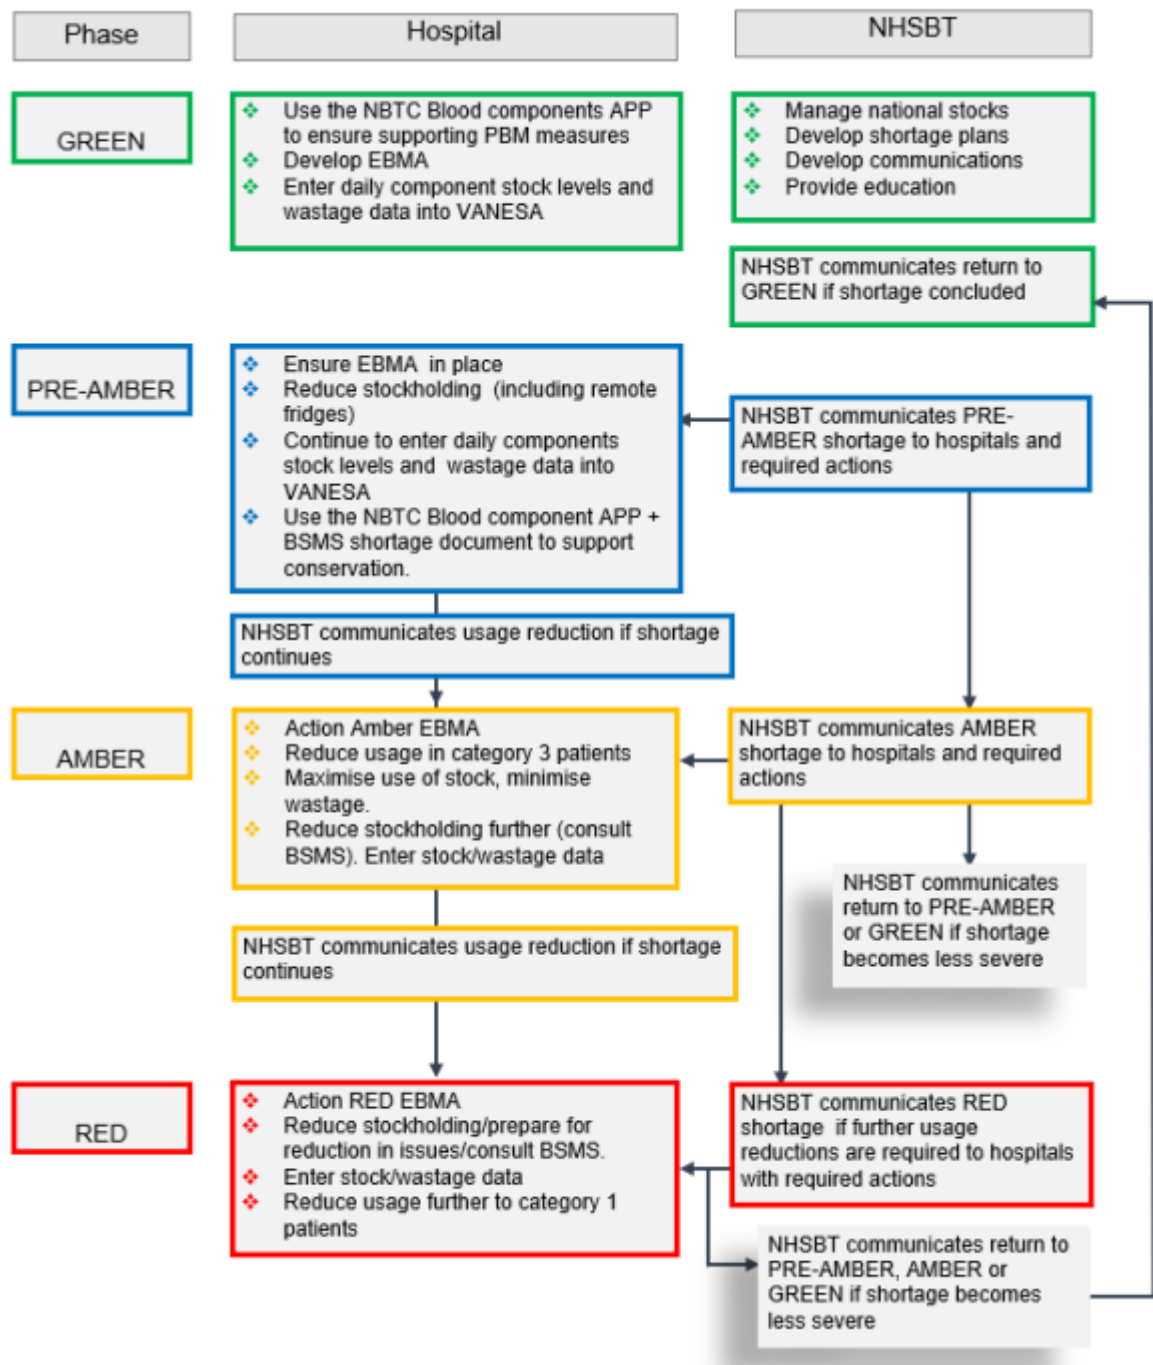 Phase
Hospital
NHSBT
GREEN
❖ Use the NBTC Blood components APP
to ensure supporting PBM measures
❖ Develop EBMA
❖ Enter daily component stock levels and
wastage data into VANESA
❖ Manage national stocks
❖ Develop shortage plans
❖ Develop communications
❖ Provide education
NHSBT communicates return to
GREEN if shortage concluded
PRE-AMBER
❖ Ensure EBMA in place
❖ Reduce stockholding (including remote
fridges)
❖ Continue to enter daily components
stock levels and wastage data into
VANESA
❖ Use the NBTC Blood component APP +
BSMS shortage document to support
conservation.
NHSBT communicates PRE-
AMBER shortage to hospitals and
required actions
NHSBT communicates usage reduction if shortage
continues
AMBER
❖ Action Amber EBMA
❖ Reduce usage in category 3 patients
❖ Maximise use of stock, minimise
wastage.
❖ Reduce stockholding further (consult
BSMS). Enter stock/wastage data
NHSBT communicates AMBER
shortage to hospitals and required
actions
NHSBT communicates
return to PRE-AMBER
or GREEN if shortage
becomes less severe
NHSBT communicates usage reduction if shortage
continues
RED
❖ Action RED EBMA
❖ Reduce stockholding/prepare for
reduction in issues/consult BSMS.
❖ Enter stock/wastage data
❖ Reduce usage further to category 1
patients
NHSBT communicates RED
shortage if further usage
reductions are required to hospitals
with required actions
NHSBT communicates return to
PRE-AMBER, AMBER or
GREEN if shortage becomes
less severe